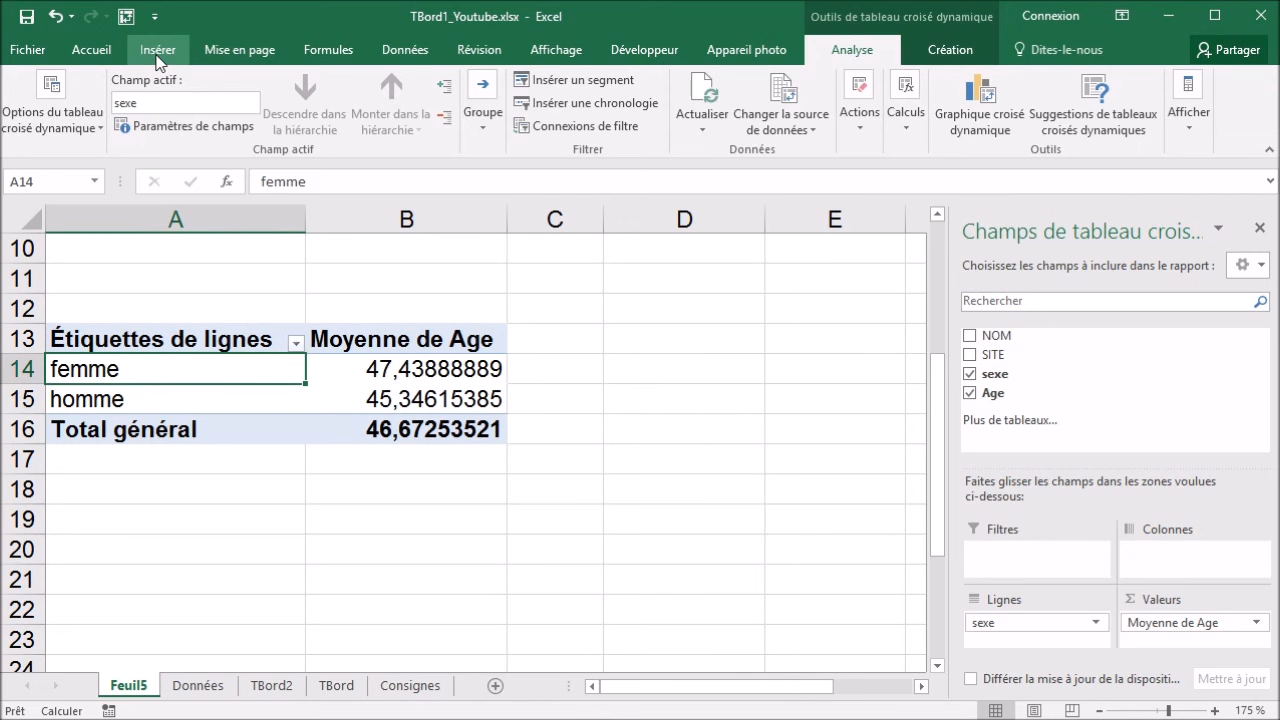 TBord1_Youtube.xlsx - Excel
Outils de tableau croisé dynamique
Connexion
Fichier
Accueil
Insérer
Mise en page
Formules
Données
Révision
Affichage
Développeur
Appareil photo
Analyse
Création
Dites-le-nous
Partager
Options du tableau
croisé dynamique
Champ actif :
sexe
Paramètres de champs
Descendre dans
la hiérarchie
Monter dans la
hiérarchie
Champ actif
Groupe
Insérer un segment
Insérer une chronologie
Connexions de filtre
Filtrer
Actualiser
Changer la source
de données
Données
Actions
Calculs
Graphique croisé
dynamique
Suggestions de tableaux
croisés dynamiques
Outils
Afficher
A14
fx
femme
A B C D E
10
11
12
13 Étiquettes de lignes Moyenne de Age
14 femme 47,43888889
15 homme 45,34615385
16 Total général 46,67253521
17
18
19
20
21
22
23
24
Champs de tableau crois...
Choisissez les champs à inclure dans le rapport :
Rechercher
NOM
SITE
sexe
Age
Plus de tableaux...
Faites glisser les champs dans les zones voulues
ci-dessous:
Filtres
Colonnes
Lignes
Σ Valeurs
sexe
Moyenne de Age
Différer la mise à jour de la dispositi...
Mettre à jour
Feuil5
Données
TBord2
TBord
Consignes
Prêt
Calculer
175 %